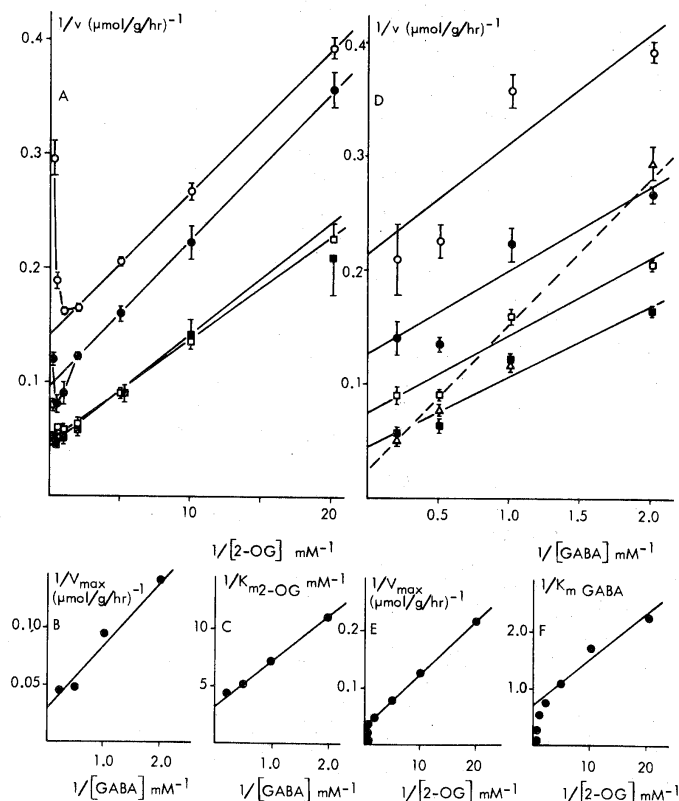 1/v (µmol/g/hr)⁻¹
0.4
A
0.3
0.2
0.1
10
20
1/[2-OG] mM⁻¹
1/v (µmol/g/hr)⁻¹
0.4
D
0.3
0.2
0.1
0.5
1.0
1.5
2.0
1/[GABA] mM⁻¹
1/Vmax
(µmol/g/hr)⁻¹
B
0.10
0.05
1.0
2.0
1/[GABA] mM⁻¹
1/Km2-OG mM⁻¹
C
10
5
1.0
2.0
1/[GABA] mM⁻¹
1/Vmax
(µmol/g/hr)⁻¹
E
0.2
0.1
10
20
1/[2-OG] mM⁻¹
1/Km GABA
F
2.0
1.0
10
20
1/[2-OG] mM⁻¹